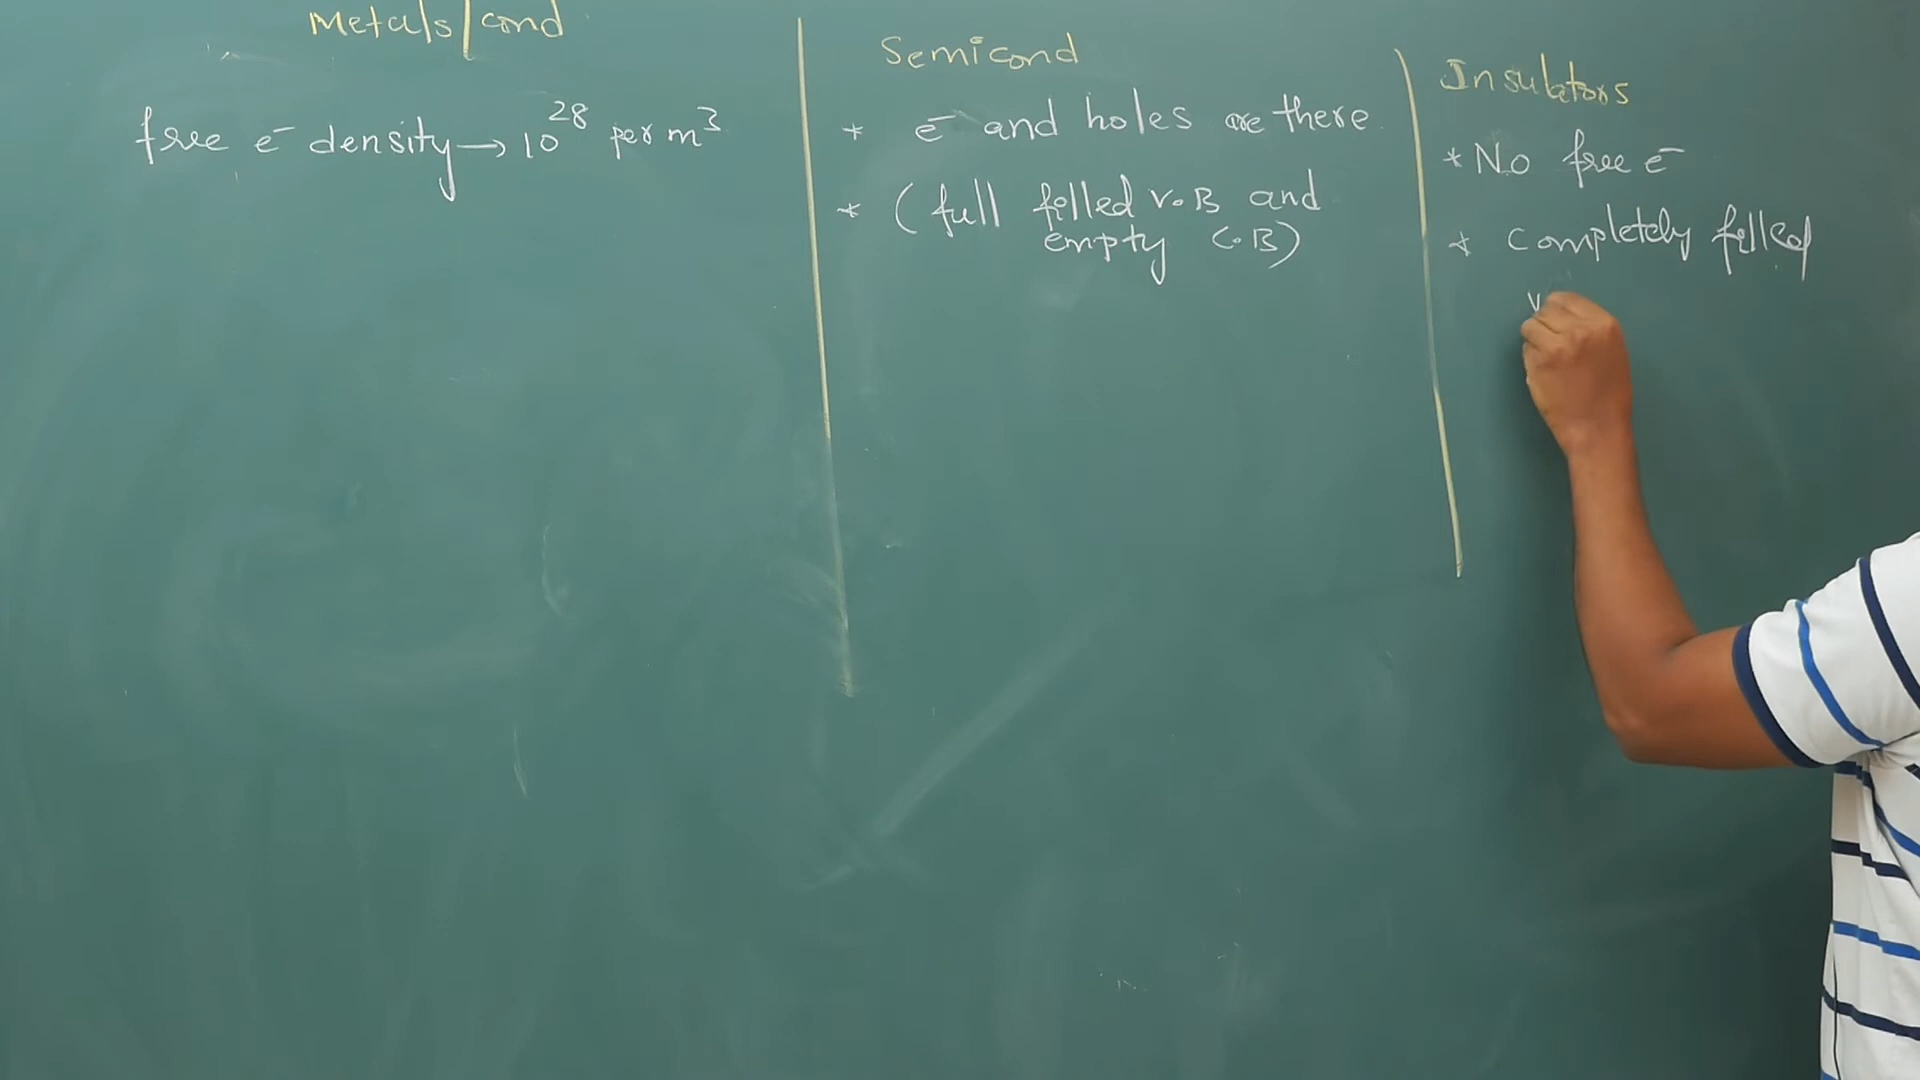 Metals/cond
free e⁻ density → 10²⁸ per m³
Semicond
* e⁻ and holes are there
* (full filled V.B and
empty C.B)
Insulators
* No free e⁻
* Completely filled
V